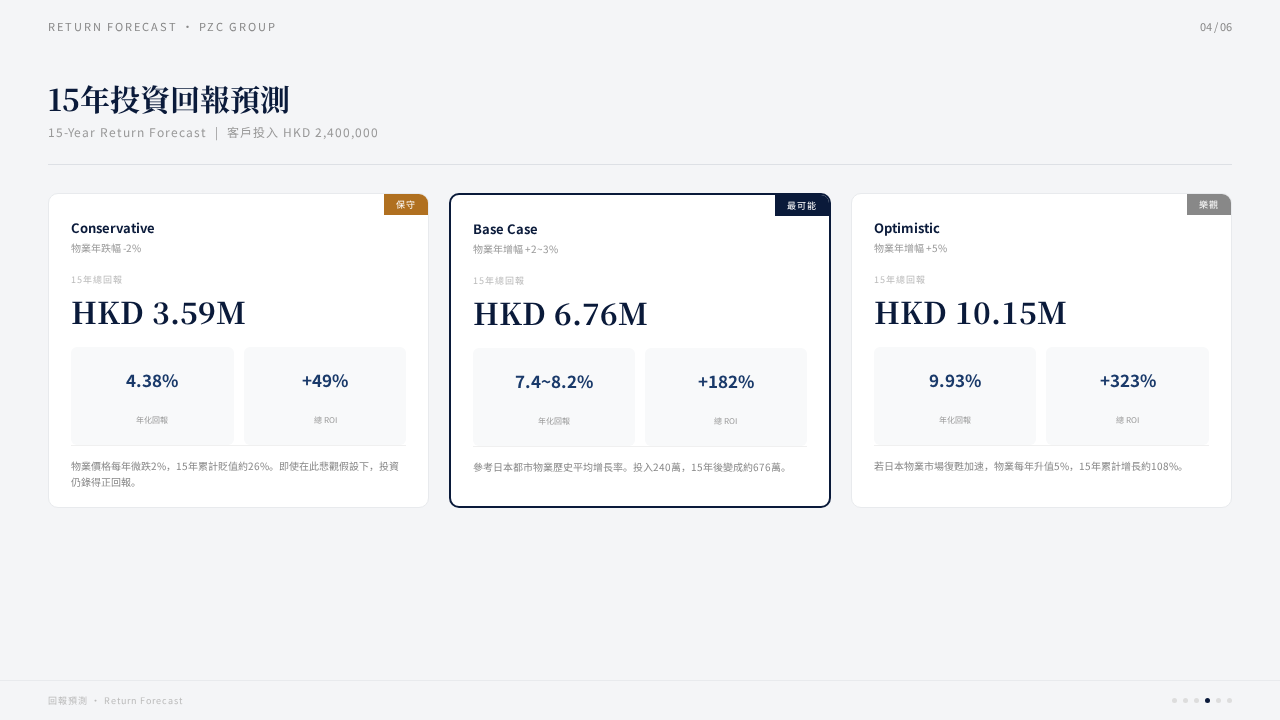 RETURN FORECAST ・ PZC GROUP
04 / 06
15年投資回報預測
15-Year Return Forecast ｜ 客戶投入 HKD 2,400,000
保守
Conservative
物業年跌幅 -2%
15年總回報
HKD 3.59M
4.38%
年化回報
+49%
總 ROI
物業價格每年微跌2%，15年累計貶值約26%。即使在此悲觀假設下，投資
仍錄得正回報。
最可能
Base Case
物業年增幅 +2~3%
15年總回報
HKD 6.76M
7.4~8.2%
年化回報
+182%
總 ROI
參考日本都市物業歷史平均增長率。投入240萬，15年後變成約676萬。
樂觀
Optimistic
物業年增幅 +5%
15年總回報
HKD 10.15M
9.93%
年化回報
+323%
總 ROI
若日本物業市場復甦加速，物業每年升值5%，15年累計增長約108%。
回報預測 ・ Return Forecast